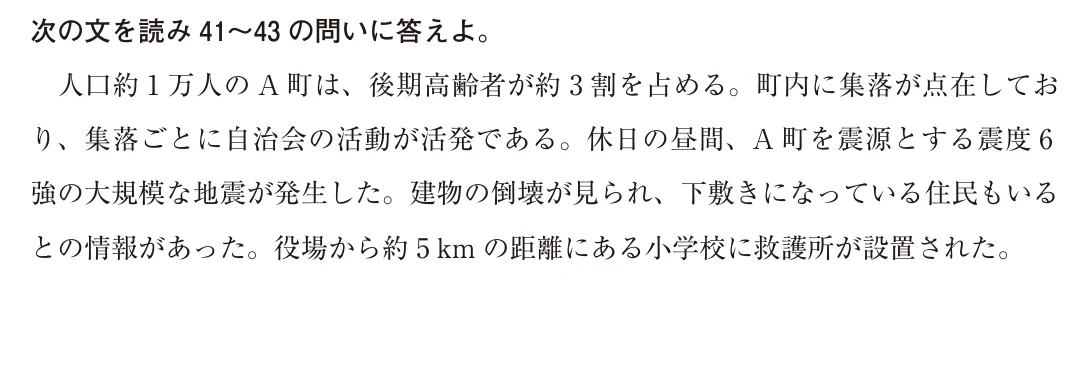 次の文を読み 41～43 の問いに答えよ。
人口約 1 万人の A 町は、後期高齢者が約 3 割を占める。町内に集落が点在してお
り、集落ごとに自治会の活動が活発である。休日の昼間、A 町を震源とする震度 6
強の大規模な地震が発生した。建物の倒壊が見られ、下敷きになっている住民もいる
との情報があった。役場から約 5 km の距離にある小学校に救護所が設置された。